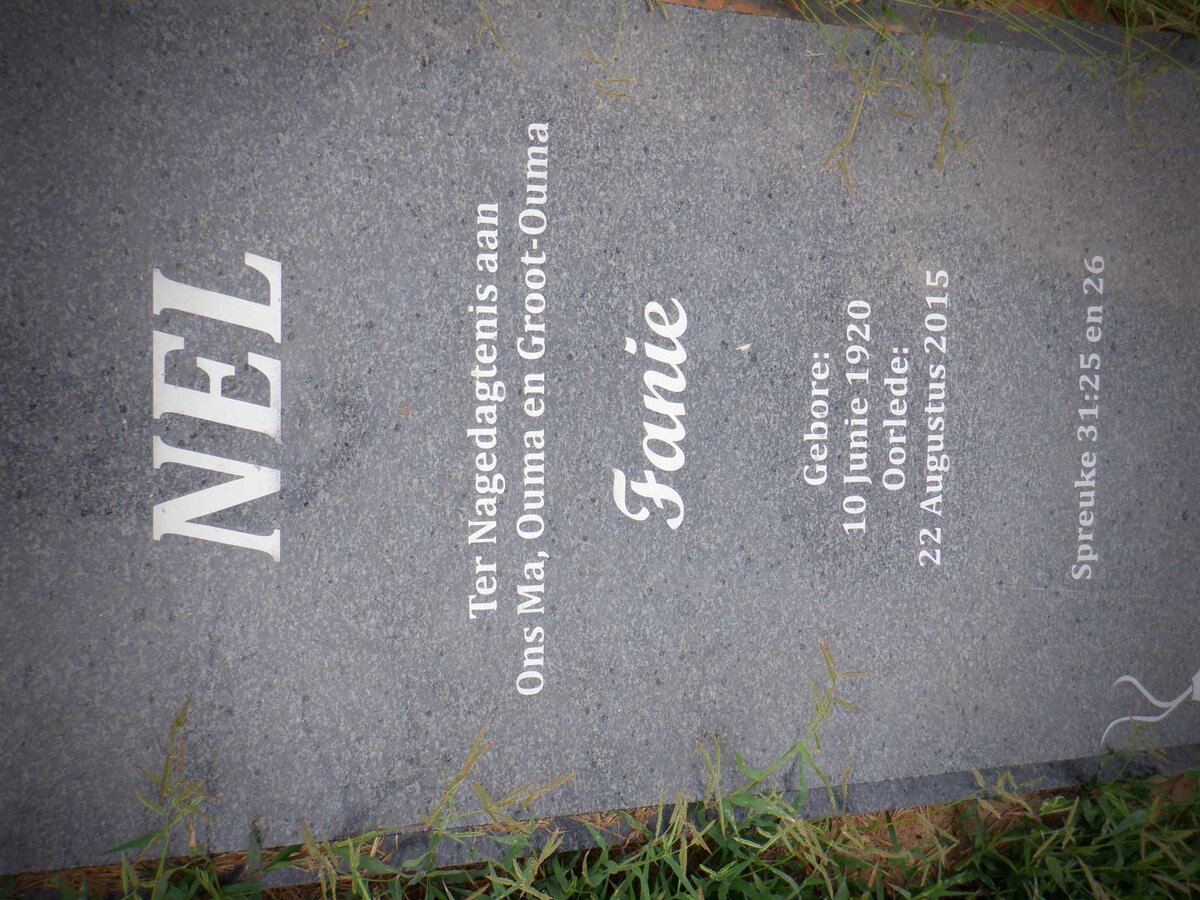 NEL
Ter Nagedagtenis aan
Ons Ma, Ouma en Groot-Ouma
Fanie
Gebore:
10 Junie 1920
Oorlede:
22 Augustus 2015
Spreuke 31:25 en 26